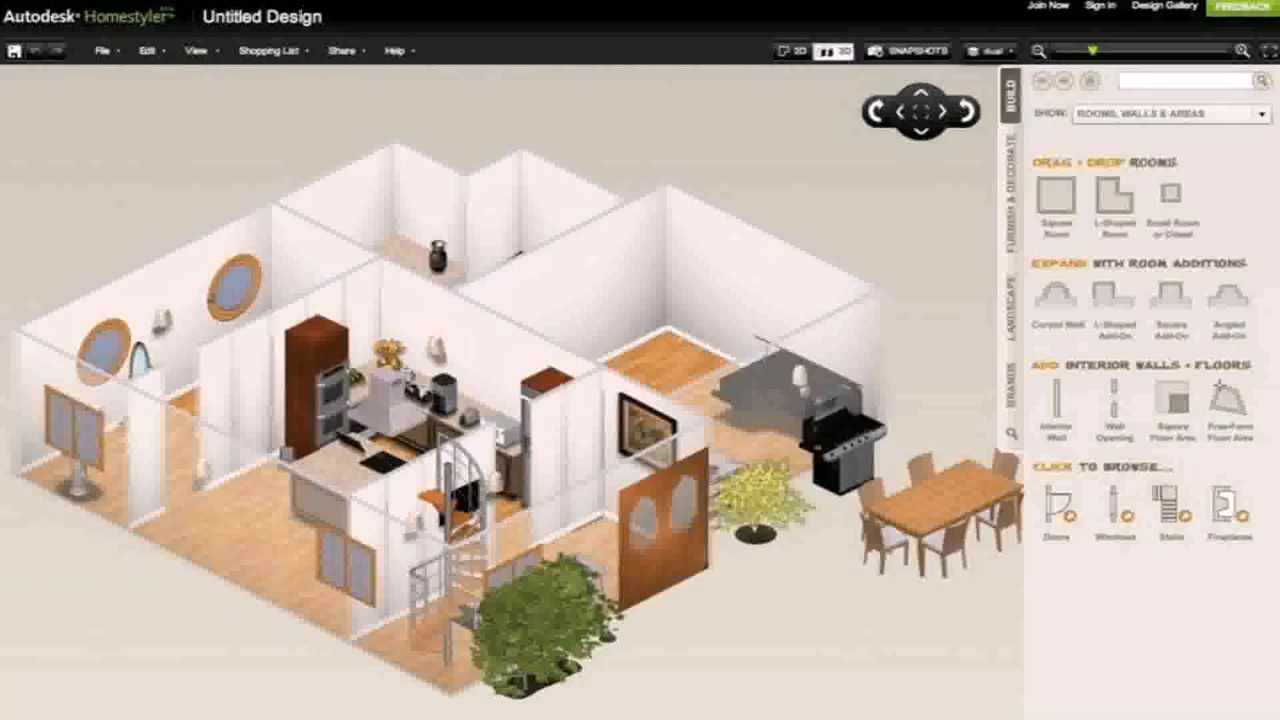 Autodesk® Homestyler™ Untitled Design
Join Now Sign In Design Gallery FEEDBACK
File Edit View Shopping List Share Help
2D 3D SNAPSHOTS dual
BUILD
FURNISH & DECORATE
LANDSCAPE
BRANDS
SHOW: ROOMS, WALLS & AREAS
DRAG + DROP ROOMS
Square Room
L-Shaped Room
Small Room or Closet
EXPAND WITH ROOM ADDITIONS
Curved Wall
L-Shaped Add-On
Square Add-On
Angled Add-On
ADD INTERIOR WALLS + FLOORS
Interior Wall
Wall Opening
Square Floor Area
Free-Form Floor Area
CLICK TO BROWSE...
Doors Windows Stairs Fireplaces